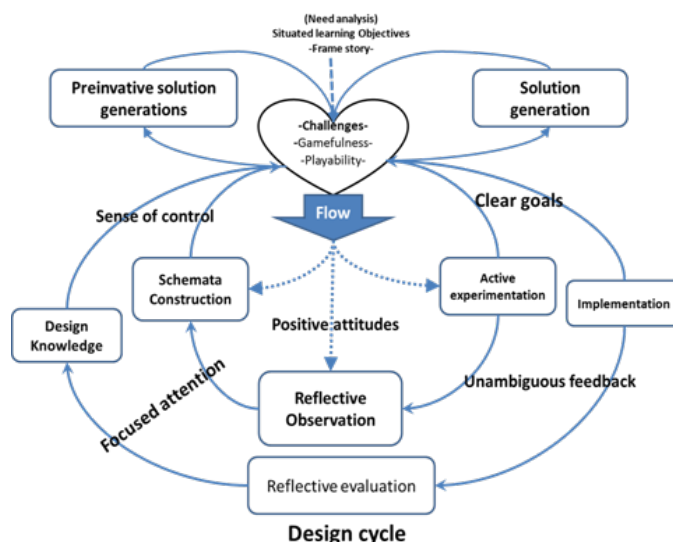 (Need analysis)
Situated learning Objectives
-Frame story-
Preinvative solution
generations
Solution
generation
-Challenges-
-Gamefulness-
-Playability-
Sense of control
Clear goals
Flow
Schemata
Construction
Active
experimentation
Implementation
Design
Knowledge
Positive attitudes
Focused attention
Unambiguous feedback
Reflective
Observation
Reflective evaluation
Design cycle